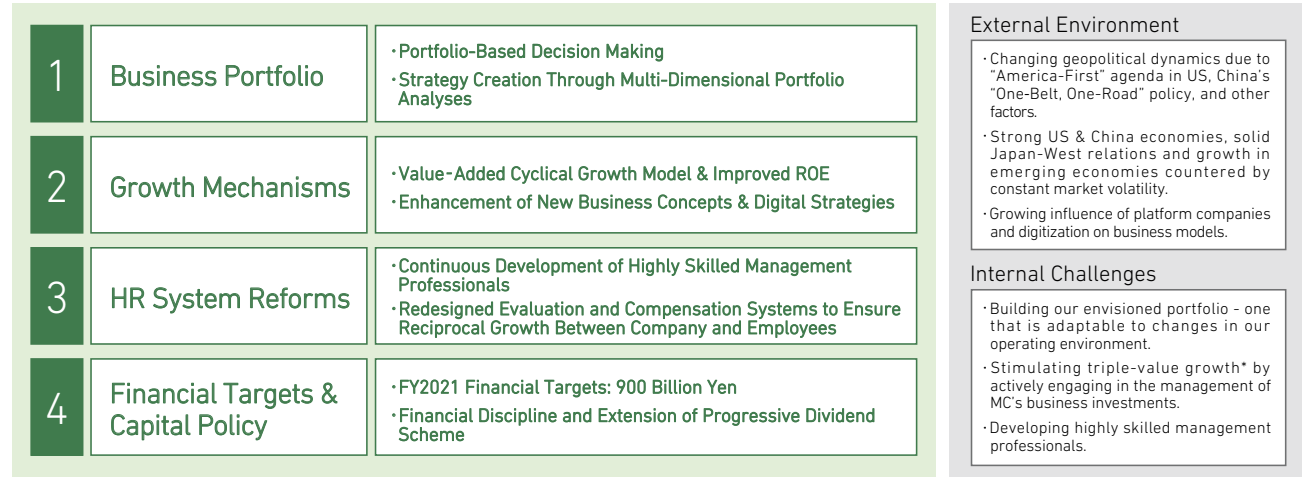 1
Business Portfolio
·Portfolio-Based Decision Making
·Strategy Creation Through Multi-Dimensional Portfolio
Analyses
2
Growth Mechanisms
·Value-Added Cyclical Growth Model & Improved ROE
·Enhancement of New Business Concepts & Digital Strategies
3
HR System Reforms
·Continuous Development of Highly Skilled Management
Professionals
·Redesigned Evaluation and Compensation Systems to Ensure
Reciprocal Growth Between Company and Employees
4
Financial Targets &
Capital Policy
·FY2021 Financial Targets: 900 Billion Yen
·Financial Discipline and Extension of Progressive Dividend
Scheme
External Environment
·Changing geopolitical dynamics due to
“America-First” agenda in US, China’s
“One-Belt, One-Road” policy, and other
factors.
·Strong US & China economies, solid
Japan-West relations and growth in
emerging economies countered by
constant market volatility.
·Growing influence of platform companies
and digitization on business models.
Internal Challenges
·Building our envisioned portfolio - one
that is adaptable to changes in our
operating environment.
·Stimulating triple-value growth* by
actively engaging in the management of
MC’s business investments.
·Developing highly skilled management
professionals.